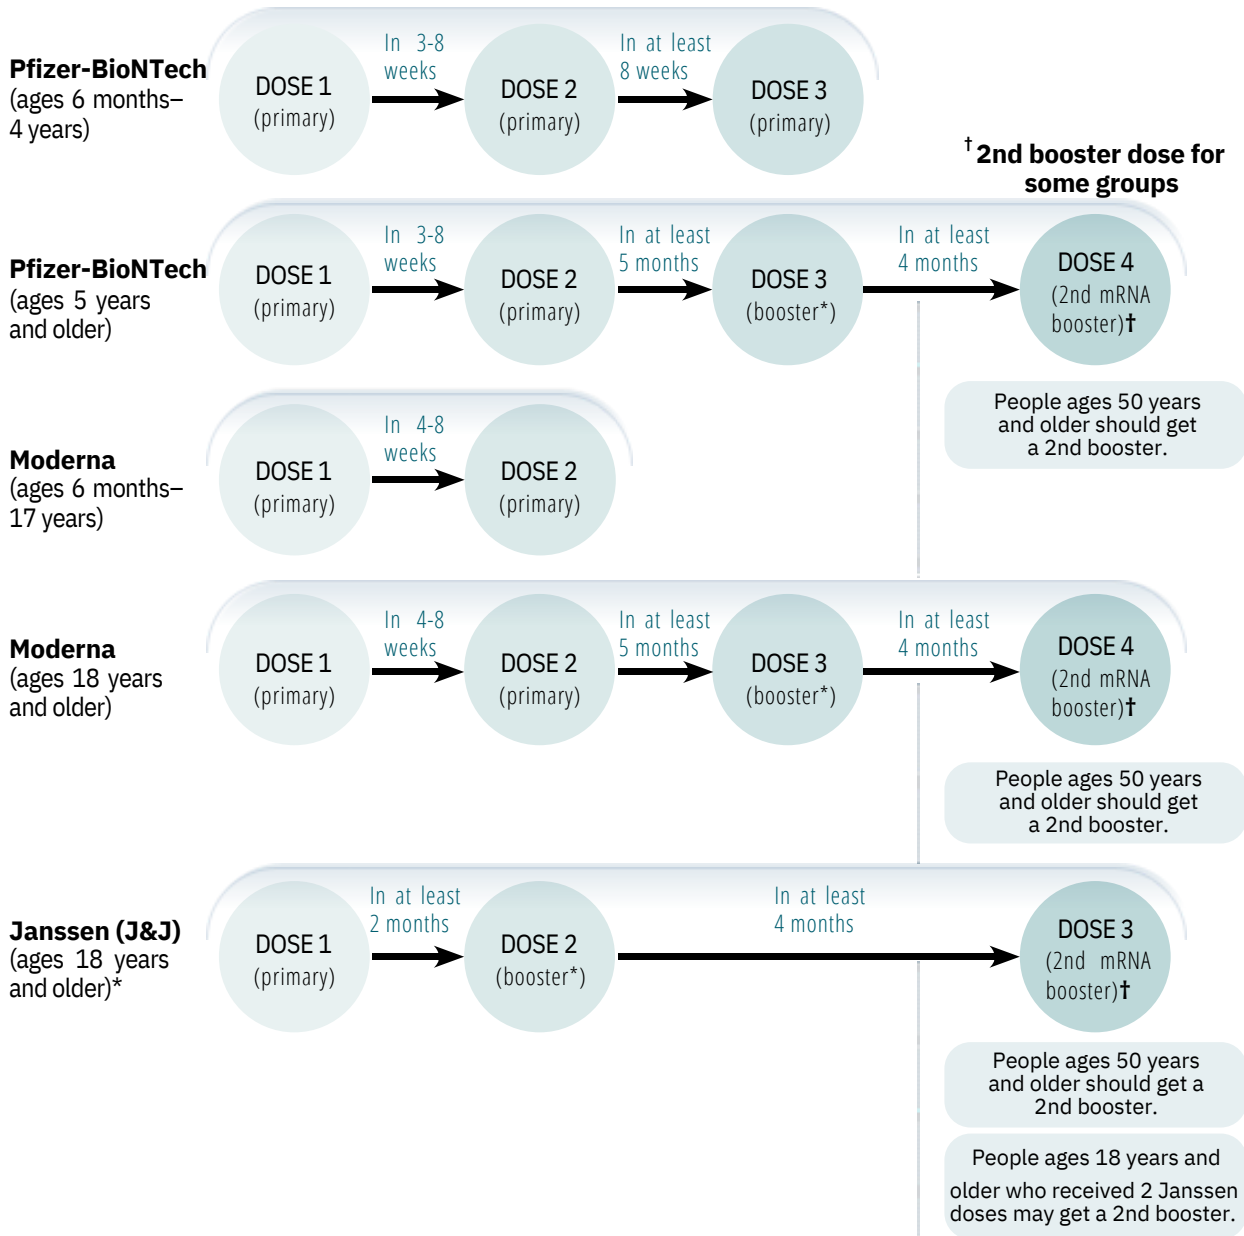 Pfizer-BioNTech
(ages 6 months–
4 years)
DOSE 1
(primary)
In 3-8
weeks
DOSE 2
(primary)
In at least
8 weeks
DOSE 3
(primary)
† 2nd booster dose for
some groups
Pfizer-BioNTech
(ages 5 years
and older)
DOSE 1
(primary)
In 3-8
weeks
DOSE 2
(primary)
In at least
5 months
DOSE 3
(booster*)
In at least
4 months
DOSE 4
(2nd mRNA
booster)†
People ages 50 years
and older should get
a 2nd booster.
Moderna
(ages 6 months–
17 years)
DOSE 1
(primary)
In 4-8
weeks
DOSE 2
(primary)
Moderna
(ages 18 years
and older)
DOSE 1
(primary)
In 4-8
weeks
DOSE 2
(primary)
In at least
5 months
DOSE 3
(booster*)
In at least
4 months
DOSE 4
(2nd mRNA
booster)†
People ages 50 years
and older should get
a 2nd booster.
Janssen (J&J)
(ages 18 years
and older)*
DOSE 1
(primary)
In at least
2 months
DOSE 2
(booster*)
In at least
4 months
DOSE 3
(2nd mRNA
booster)†
People ages 50 years
and older should get a
2nd booster.
People ages 18 years and
older who received 2 Janssen
doses may get a 2nd booster.